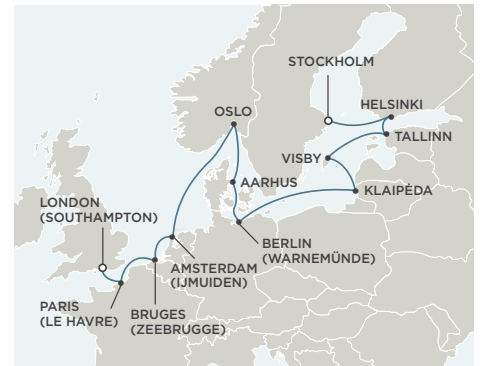 STOCKHOLM
HELSINKI
OSLO
TALLINN
VISBY
AARHUS
KLAIPĖDA
LONDON
(SOUTHAMPTON)
BERLIN
(WARNEMÜNDE)
AMSTERDAM
(IJMUIDEN)
PARIS
(LE HAVRE)
BRUGES
(ZEEBRUGGE)